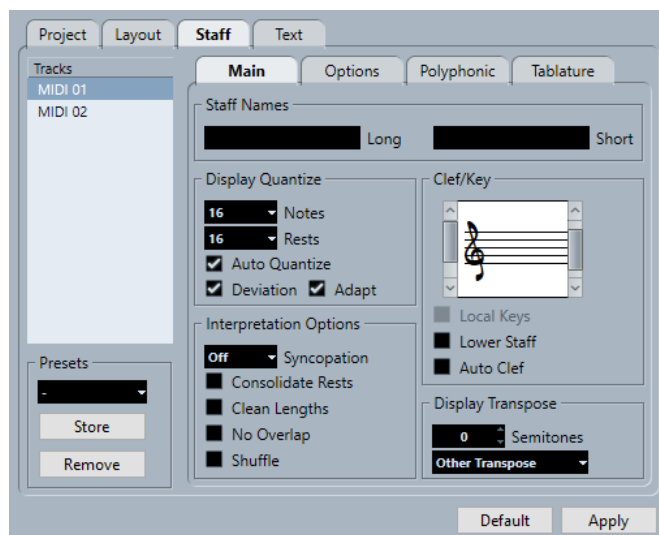 Project Layout Staff Text
Tracks
MIDI 01
MIDI 02
Presets
-
Store
Remove
Main Options Polyphonic Tablature
Staff Names
Long Short
Display Quantize
16 Notes
16 Rests
Auto Quantize
Deviation Adapt
Interpretation Options
Off Syncopation
Consolidate Rests
Clean Lengths
No Overlap
Shuffle
Clef/Key
Local Keys
Lower Staff
Auto Clef
Display Transpose
0 Semitones
Other Transpose
Default Apply